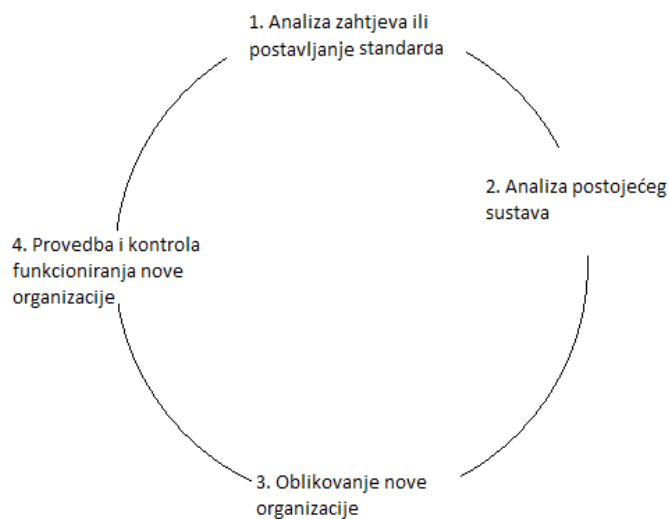 1. Analiza zahtjeva ili
postavljanje standarda
2. Analiza postojećeg
sustava
4. Provedba i kontrola
funkcioniranja nove
organizacije
3. Oblikovanje nove
organizacije